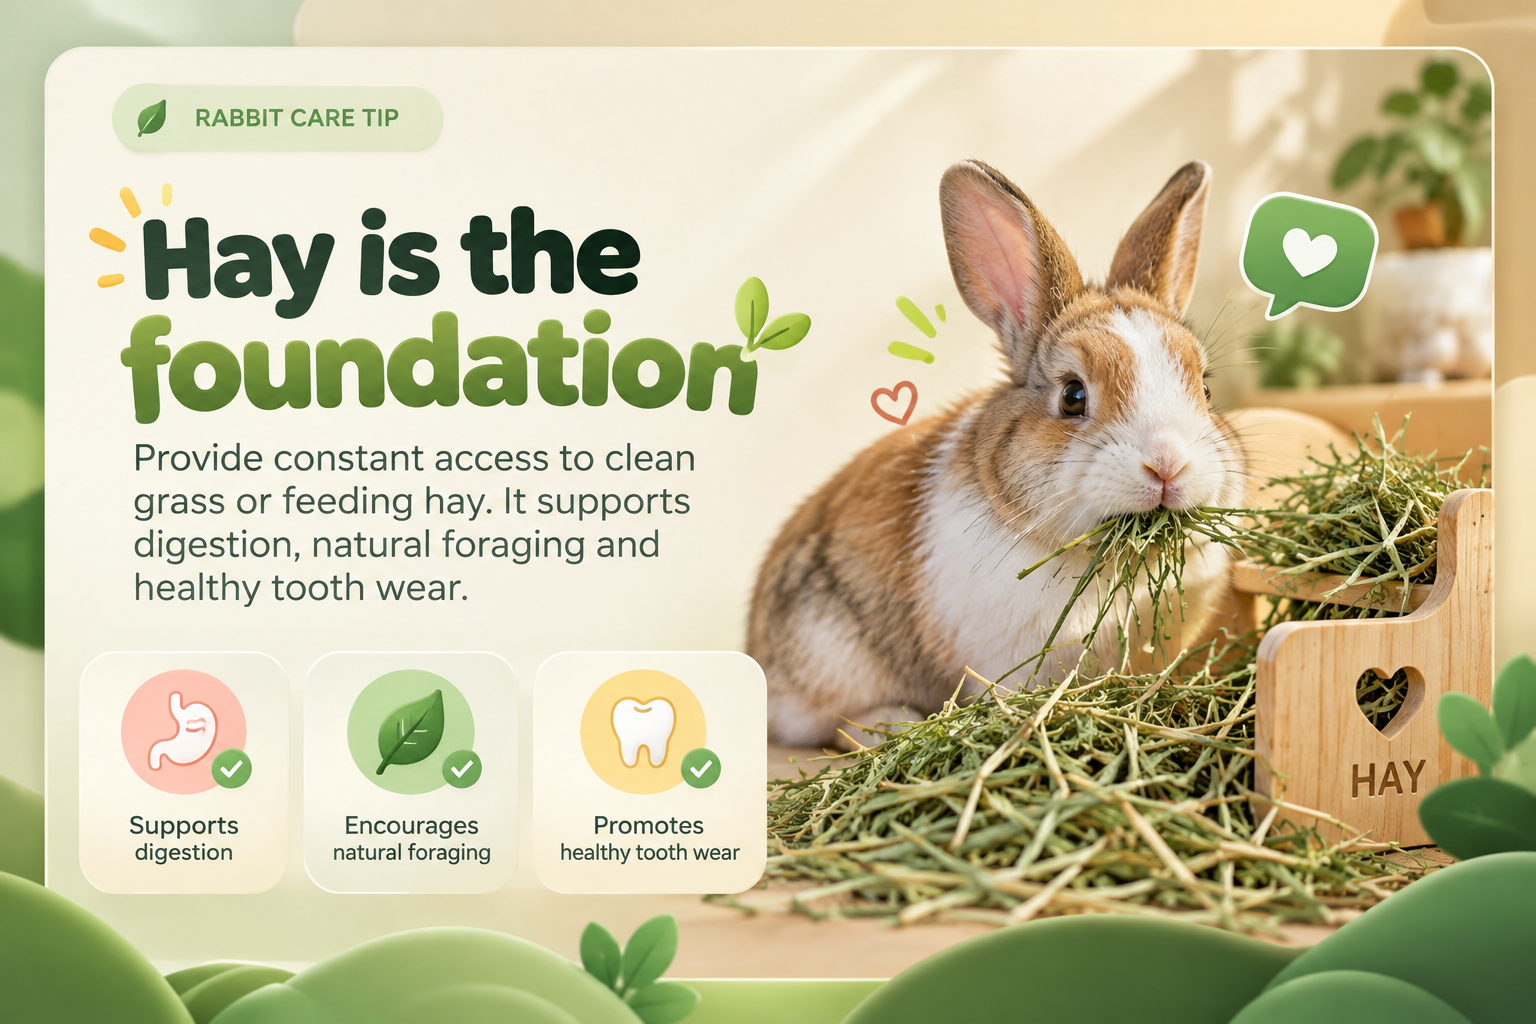 RABBIT CARE TIP
Hay is the
foundation
Provide constant access to clean
grass or feeding hay. It supports
digestion, natural foraging and
healthy tooth wear.
Supports
digestion
Encourages
natural foraging
Promotes
healthy tooth wear
HAY